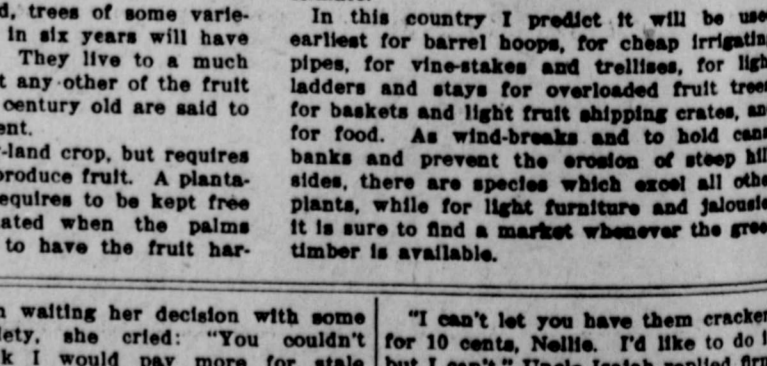 d, trees of some varie-
in six years will have
They live to a much
t any other of the fruit
century old are said to
ent.
-land crop, but requires
produce fruit. A planta-
equires to be kept free
ated when the palms
to have the fruit har-
In this country I predict it will be use
earliest for barrel hoops, for cheap irrigatin
pipes, for vine-stakes and trellises, for ligh
ladders and stays for overloaded fruit tree
for baskets and light fruit shipping crates, an
for food. As wind-breaks and to hold cana
banks and prevent the erosion of steep hill
sides, there are species which excel all othe
plants, while for light furniture and jalousie
it is sure to find a market whenever the gree
timber is available.
n waiting her decision with some
iety, she cried: "You couldn't
k I would pay more for stale
"I can't let you have them cracker
for 10 cents, Nellie. I'd like to do i
but I can't," Uncle Isaiah replied firm